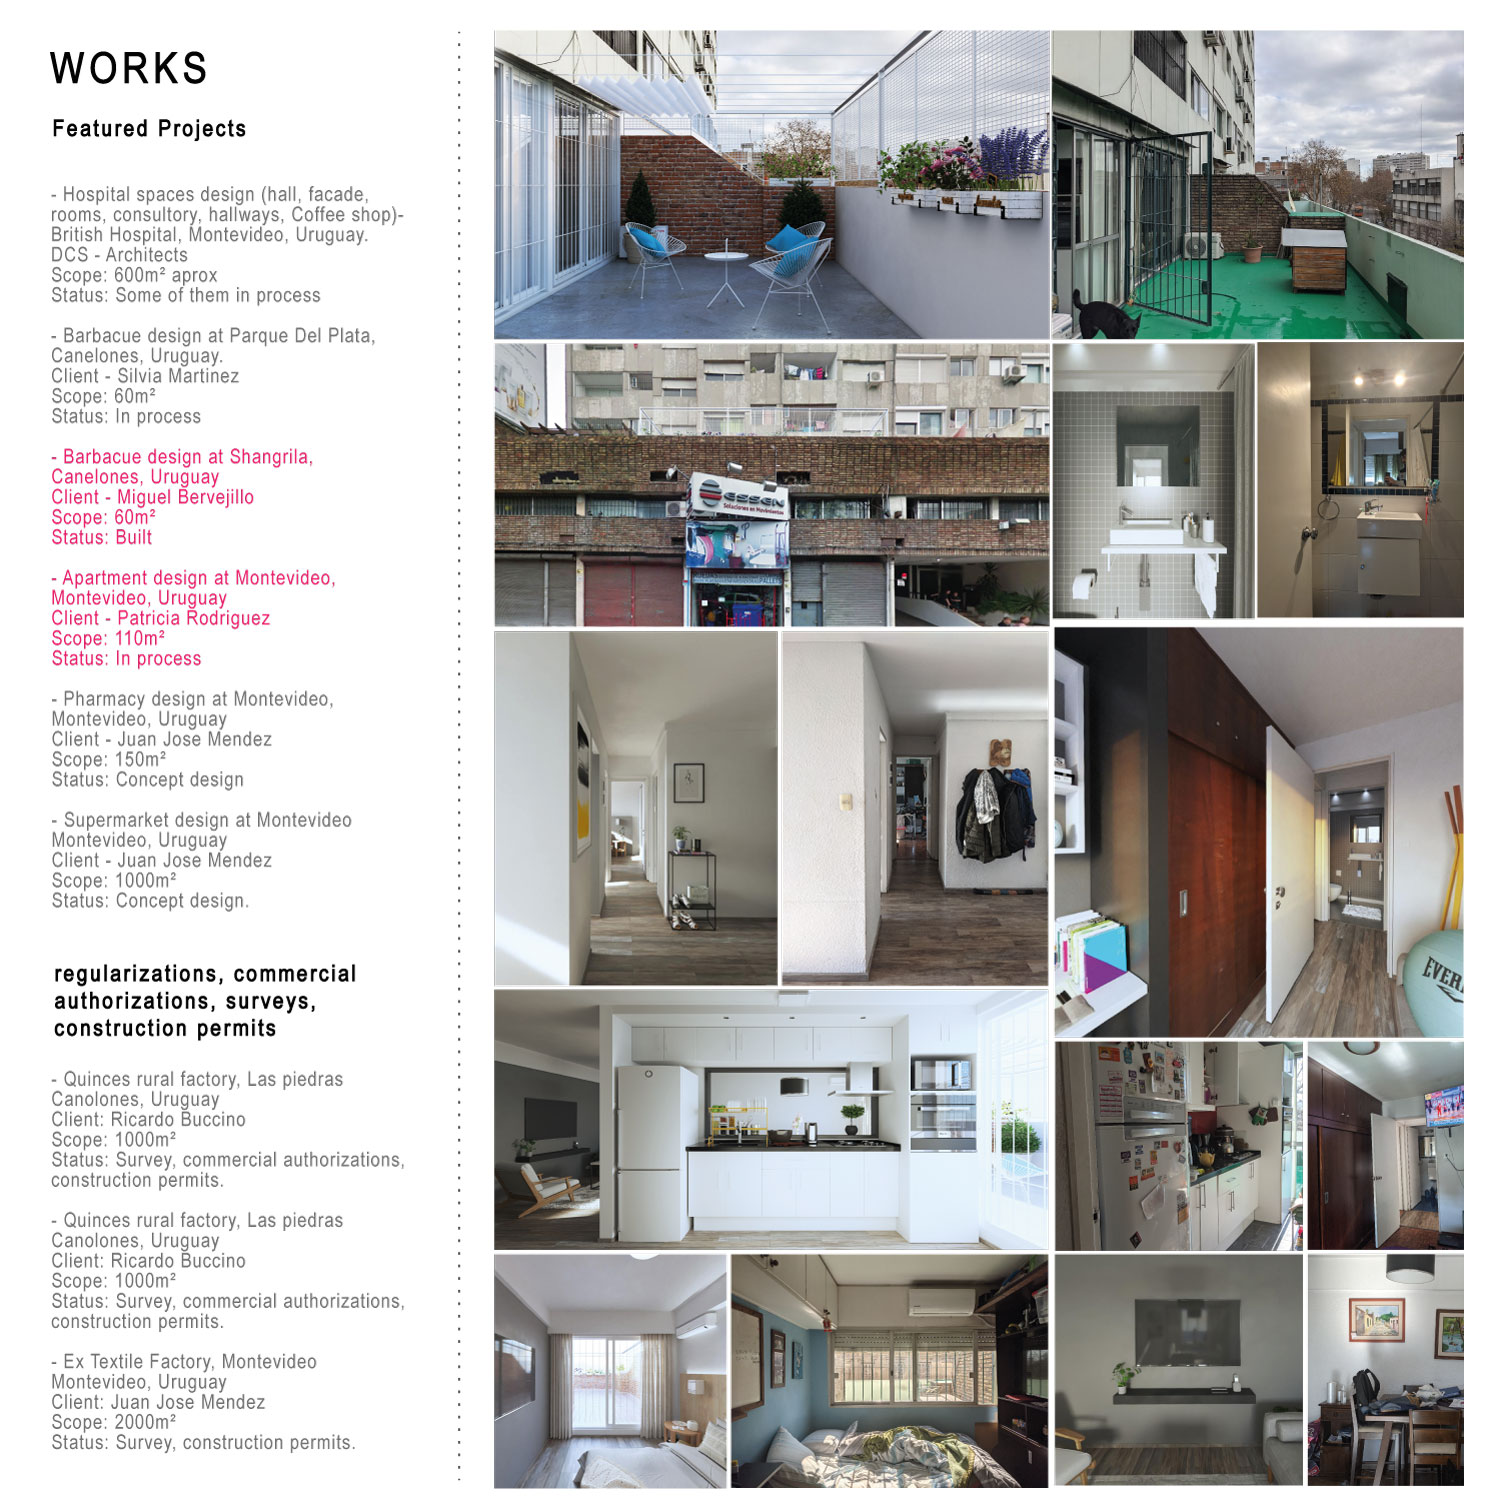 WORKS
Featured Projects
- Hospital spaces design (hall, facade,
rooms, consultory, hallways, Coffee shop)-
British Hospital, Montevideo, Uruguay.
DCS - Architects
Scope: 600m² aprox
Status: Some of them in process
- Barbacue design at Parque Del Plata,
Canelones, Uruguay.
Client - Silvia Martinez
Scope: 60m²
Status: In process
- Barbacue design at Shangrila,
Canelones, Uruguay
Client - Miguel Bervejillo
Scope: 60m²
Status: Built
- Apartment design at Montevideo,
Montevideo, Uruguay
Client - Patricia Rodriguez
Scope: 110m²
Status: In process
- Pharmacy design at Montevideo,
Montevideo, Uruguay
Client - Juan Jose Mendez
Scope: 150m²
Status: Concept design
- Supermarket design at Montevideo
Montevideo, Uruguay
Client - Juan Jose Mendez
Scope: 1000m²
Status: Concept design.
regularizations, commercial
authorizations, surveys,
construction permits
- Quinces rural factory, Las piedras
Canolones, Uruguay
Client: Ricardo Buccino
Scope: 1000m²
Status: Survey, commercial authorizations,
construction permits.
- Quinces rural factory, Las piedras
Canolones, Uruguay
Client: Ricardo Buccino
Scope: 1000m²
Status: Survey, commercial authorizations,
construction permits.
- Ex Textile Factory, Montevideo
Montevideo, Uruguay
Client: Juan Jose Mendez
Scope: 2000m²
Status: Survey, construction permits.
essen
Soluciones en Movimientos
EVER